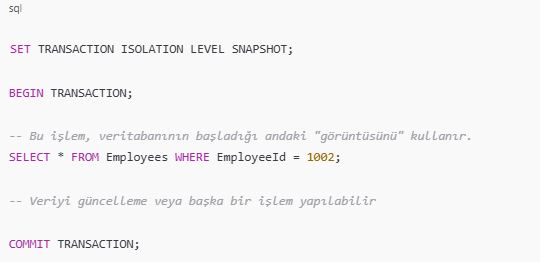 sql
SET TRANSACTION ISOLATION LEVEL SNAPSHOT;
BEGIN TRANSACTION;
-- Bu işlem, veritabanının başladığı andaki "görüntüsünü" kullanır.
SELECT * FROM Employees WHERE EmployeeId = 1002;
-- Veriyi güncelleme veya başka bir işlem yapılabilir
COMMIT TRANSACTION;